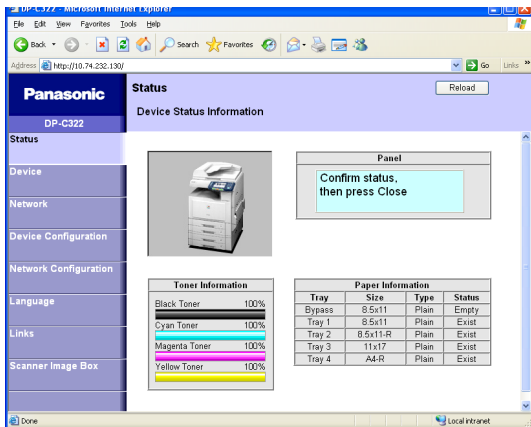 DP-C322 - Microsoft Internet Explorer
File Edit View Favorites Tools Help
Back Search Favorites
Address http://10.74.232.130/ Go Links »
Panasonic
DP-C322
Status
Device Status Information
Reload
Status
Device
Network
Device Configuration
Network Configuration
Language
Links
Scanner Image Box
Panel
Confirm status,
then press Close
Toner Information
Black Toner 100%
Cyan Toner 100%
Magenta Toner 100%
Yellow Toner 100%
Paper Information
Tray Size Type Status
Bypass 8.5x11 Plain Empty
Tray 1 8.5x11 Plain Exist
Tray 2 8.5x11-R Plain Exist
Tray 3 11x17 Plain Exist
Tray 4 A4-R Plain Exist
Done Local intranet